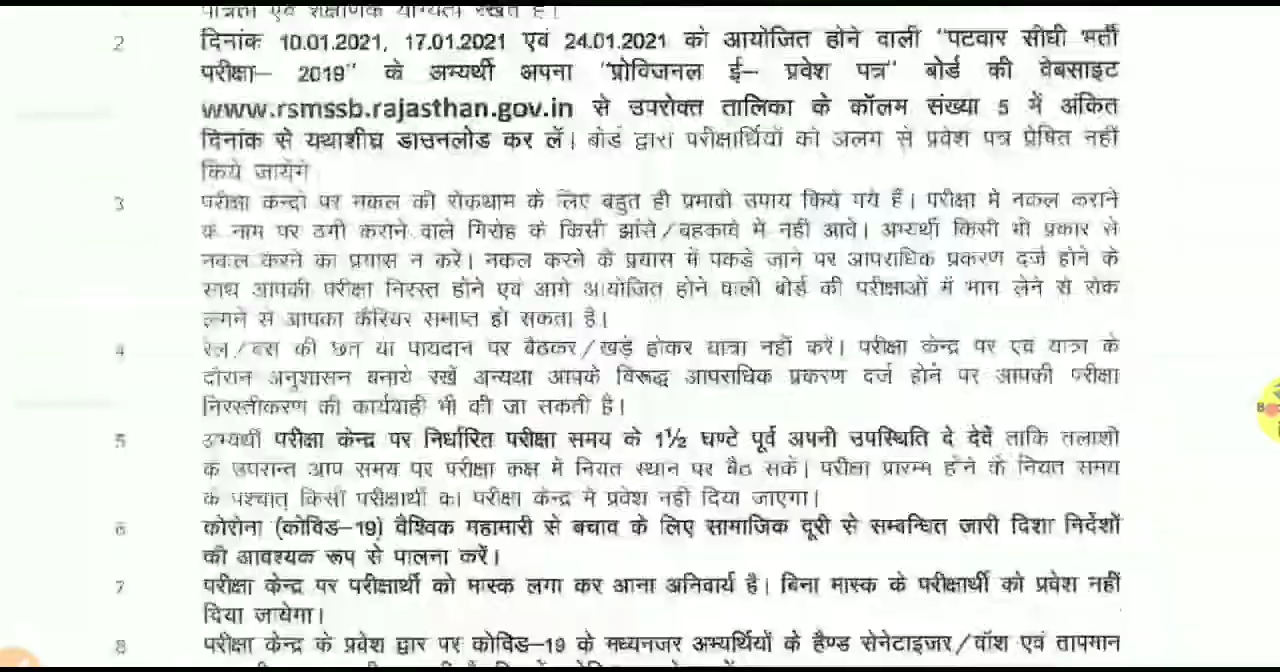 पात्रता एवं शैक्षणिक योग्यता रखते है।
2 दिनांक 10.01.2021, 17.01.2021 एवं 24.01.2021 को आयोजित होने वाली "पटवार सीधी भर्ती
परीक्षा– 2019" के अभ्यर्थी अपना "प्रोविजनल ई– प्रवेश पत्र" बोर्ड की वेबसाइट
www.rsmssb.rajasthan.gov.in से उपरोक्त तालिका के कॉलम संख्या 5 में अंकित
दिनांक से यथाशीघ्र डाउनलोड कर लें। बोर्ड द्वारा परीक्षार्थियों को अलग से प्रवेश पत्र प्रेषित नहीं
किये जायेंगे
3 परीक्षा केन्द्रों पर नकल की रोकथाम के लिए बहुत ही प्रभावी उपाय किये गये हैं। परीक्षा में नकल कराने
के नाम पर ठगी कराने वाले गिरोह के किसी झांसे/बहकावे में नहीं आवे। अभ्यर्थी किसी भी प्रकार से
नकल करने का प्रयास न करें। नकल करने के प्रयास में पकड़े जाने पर आपराधिक प्रकरण दर्ज होने के
साथ आपकी परीक्षा निरस्त होने एवं आगे आयोजित होने वाली बोर्ड की परीक्षाओं में भाग लेने से रोक
लगने से आपका कैरियर समाप्त हो सकता है।
4 रेल/बस की छत या पायदान पर बैठकर/खड़े होकर यात्रा नहीं करें। परीक्षा केन्द्र पर एवं यात्रा के
दौरान अनुशासन बनाये रखें अन्यथा आपके विरूद्ध आपराधिक प्रकरण दर्ज होने पर आपकी परीक्षा
निरस्तीकरण की कार्यवाही भी की जा सकती है।
5 अभ्यर्थी परीक्षा केन्द्र पर निर्धारित परीक्षा समय के 1½ घण्टे पूर्व अपनी उपस्थिति दे देवें ताकि तलाशी
के उपरान्त आप समय पर परीक्षा कक्ष में नियत स्थान पर बैठ सकें। परीक्षा प्रारम्भ होने के नियत समय
के पश्चात् किसी परीक्षार्थी का परीक्षा केन्द्र में प्रवेश नहीं दिया जाएगा।
6 कोरोना (कोविड–19) वैश्विक महामारी से बचाव के लिए सामाजिक दूरी से सम्बन्धित जारी दिशा निर्देशों
की आवश्यक रूप से पालना करें।
7 परीक्षा केन्द्र पर परीक्षार्थी को मास्क लगा कर आना अनिवार्य है। बिना मास्क के परीक्षार्थी को प्रवेश नहीं
दिया जायेगा।
8 परीक्षा केन्द्र के प्रवेश द्वार पर कोविड–19 के मध्यनजर अभ्यर्थियों के हैण्ड सेनेटाइजर/वॉश एवं तापमान